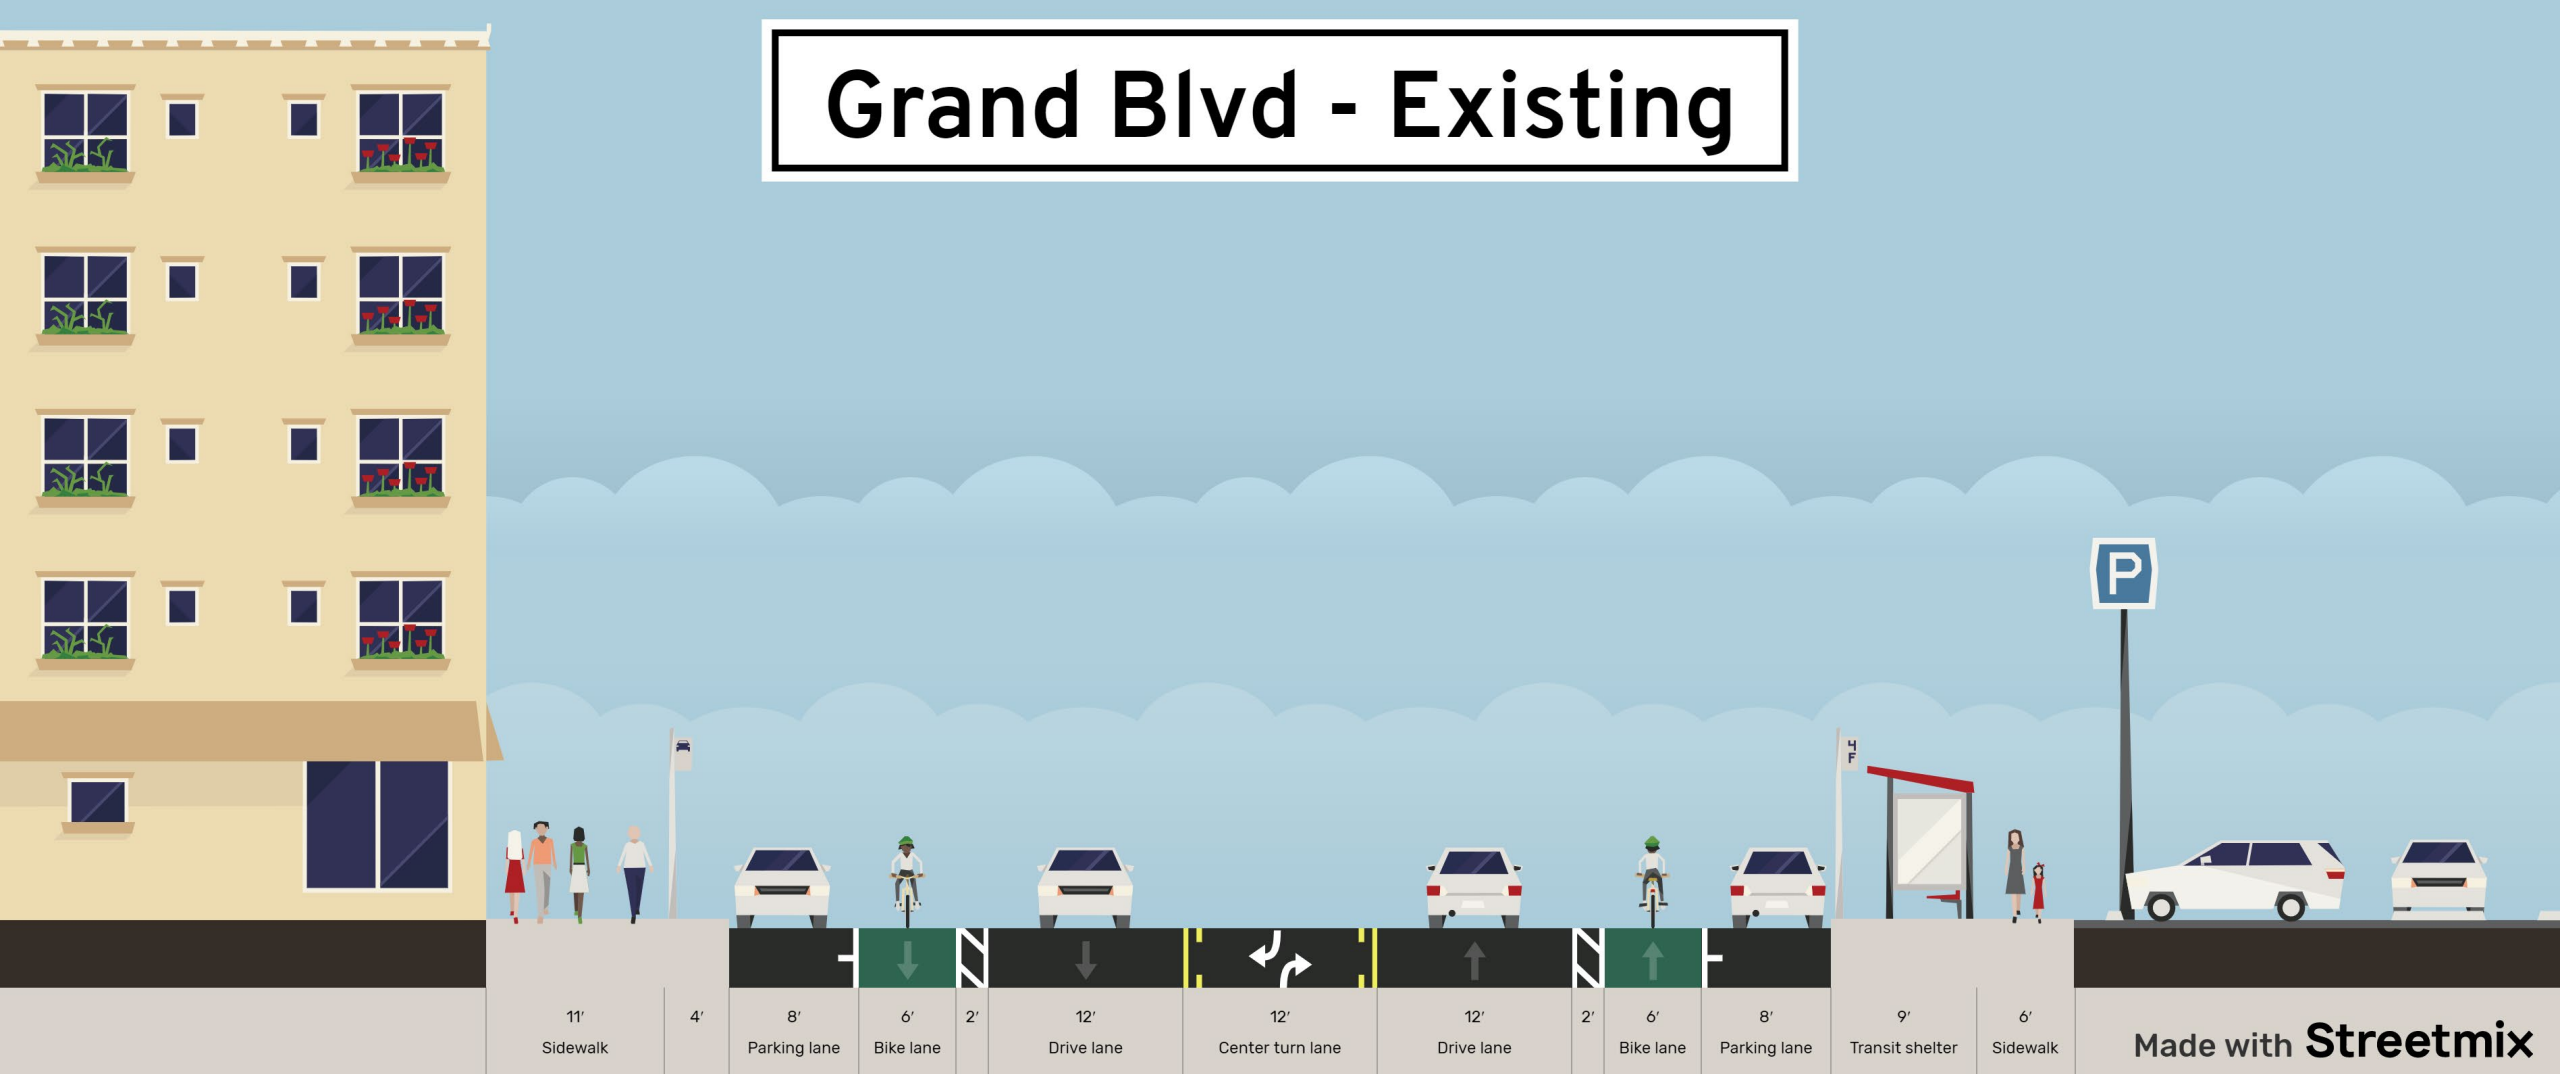 Grand Blvd - Existing
P
4
F
11' 4' 8' 6' 2' 12' 12' 12' 2' 6' 8' 9' 6'
Sidewalk Parking lane Bike lane Drive lane Center turn lane Drive lane Bike lane Parking lane Transit shelter Sidewalk
Made with Streetmix